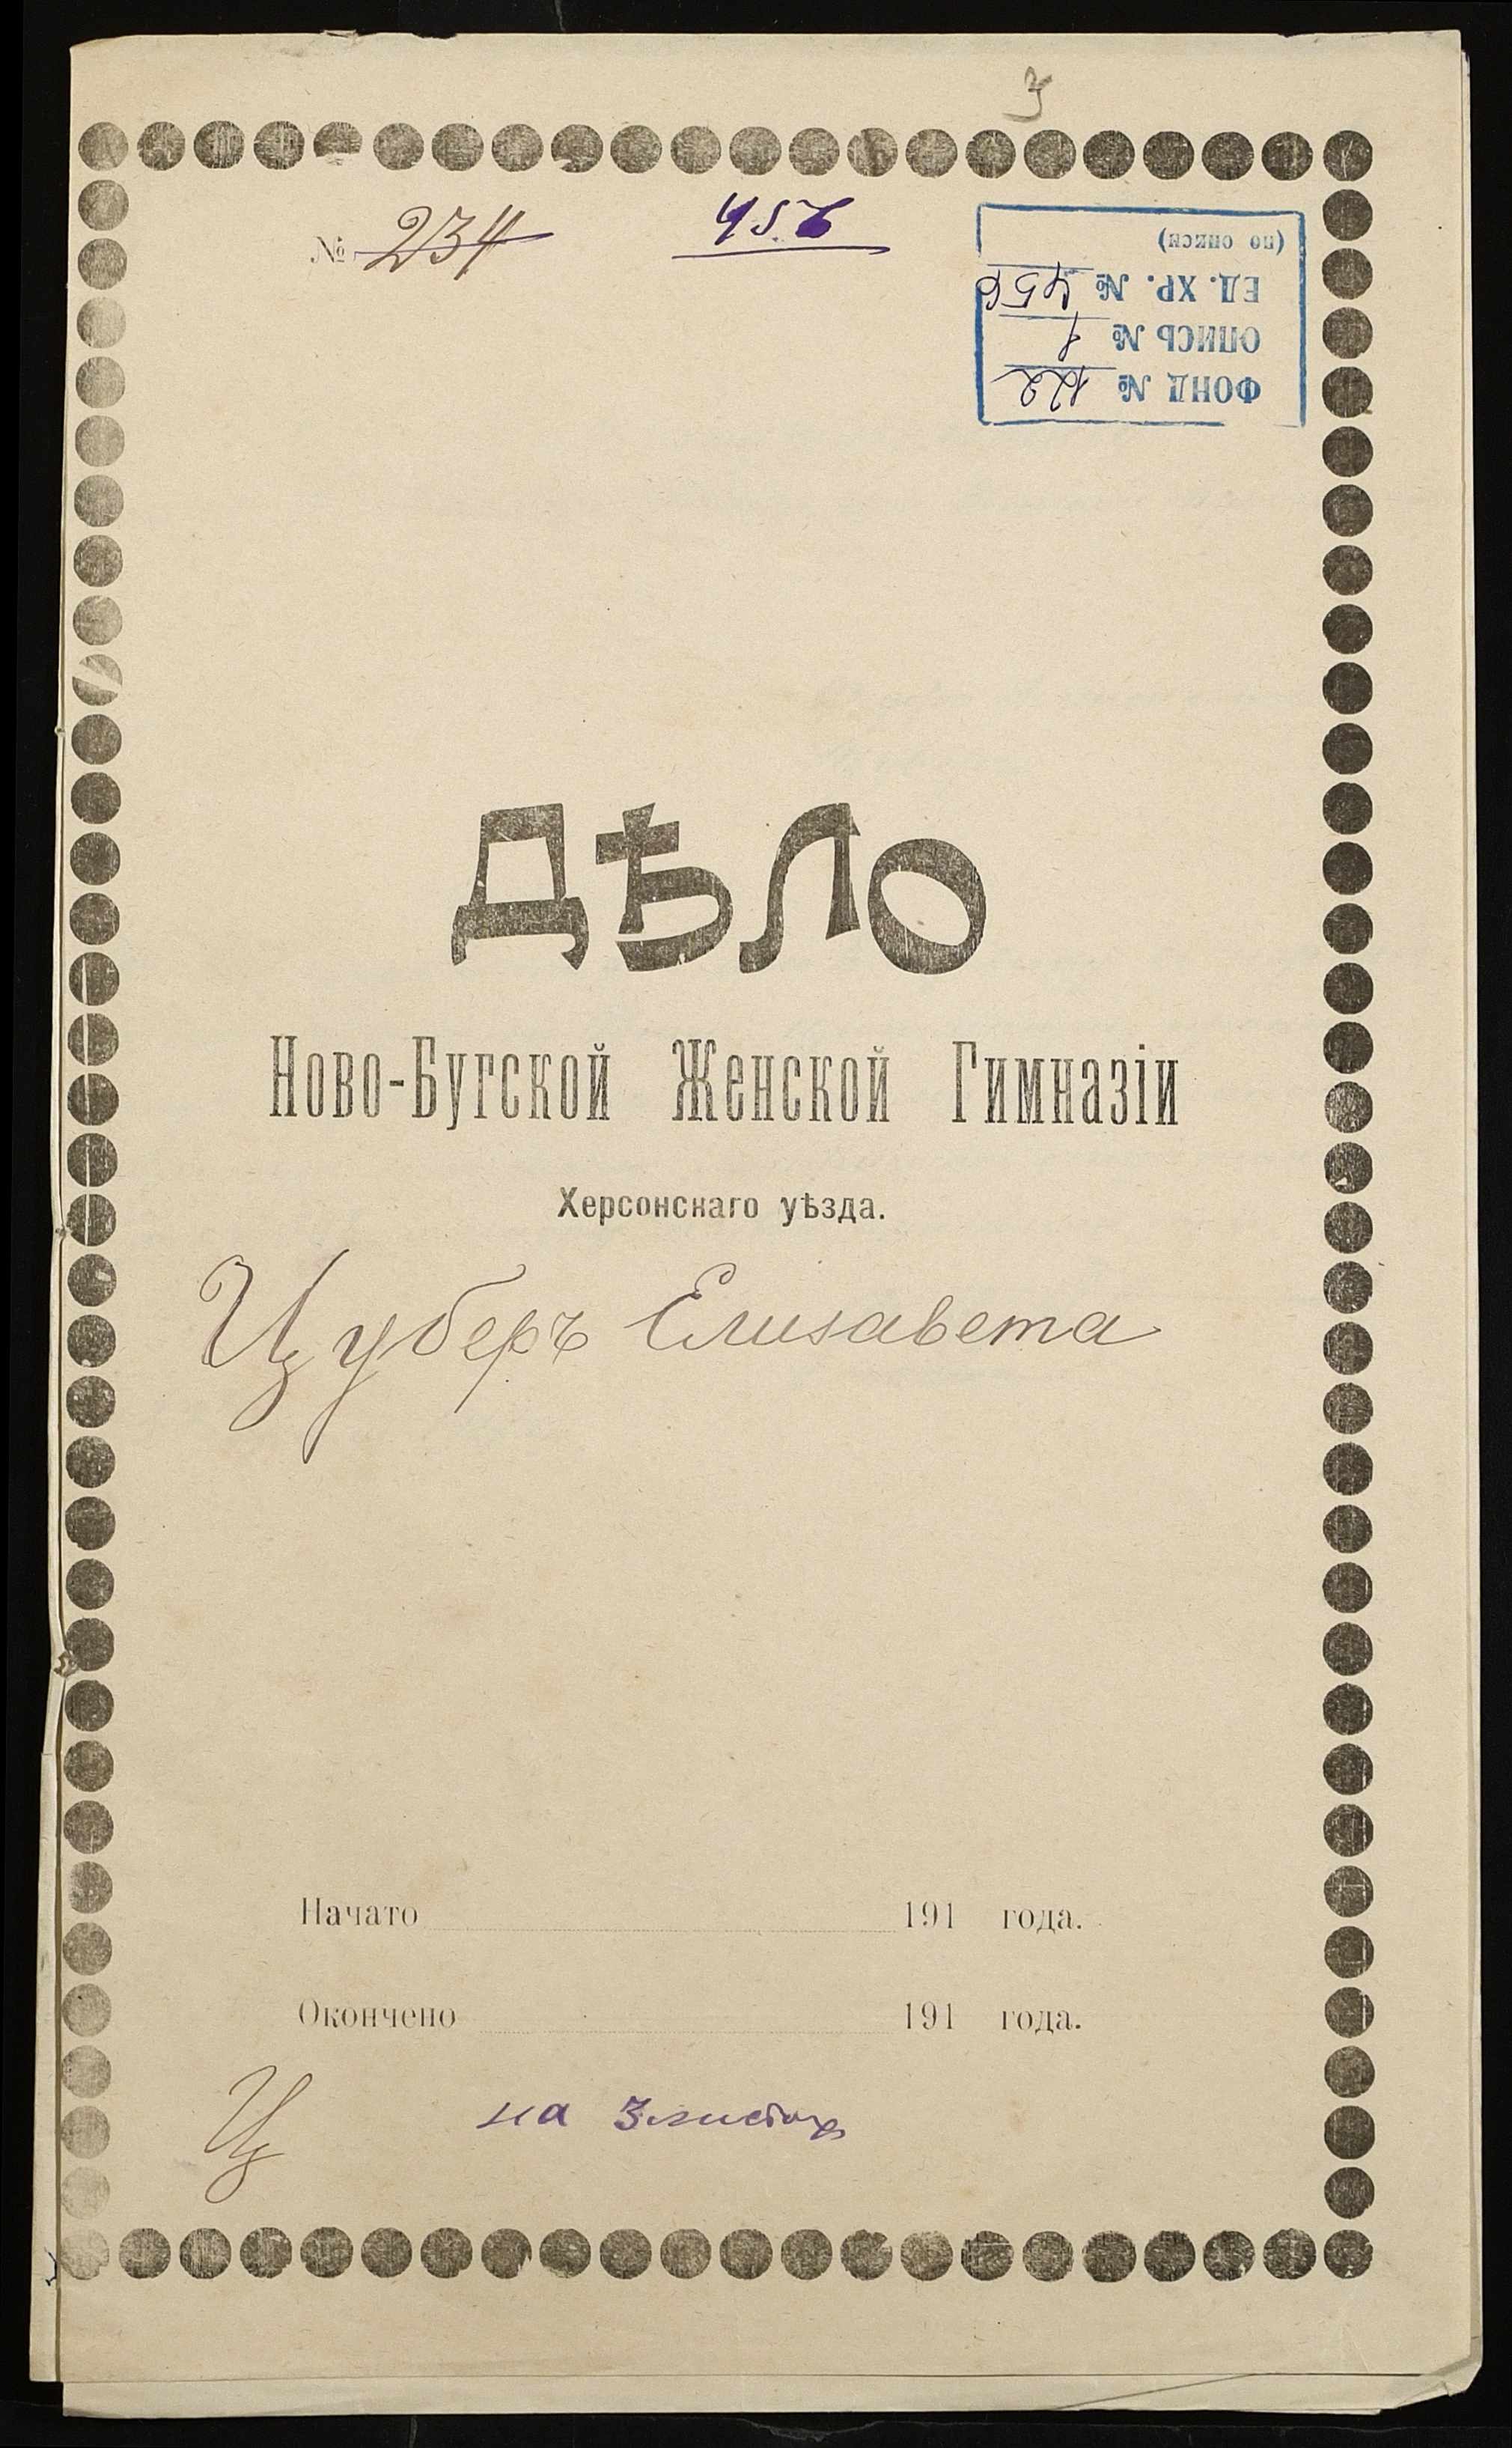 3
№ 234 456
ФОНД № 122
ОПИСЬ № 1
ЕД. ХР. № 456
(по описи)
ДѢЛО
Ново-Бугской Женской Гимназіи
Херсонскаго уѣзда.
Цуберъ Елизавета
Начато 191 года.
Окончено 191 года.
Ц на 3 листах